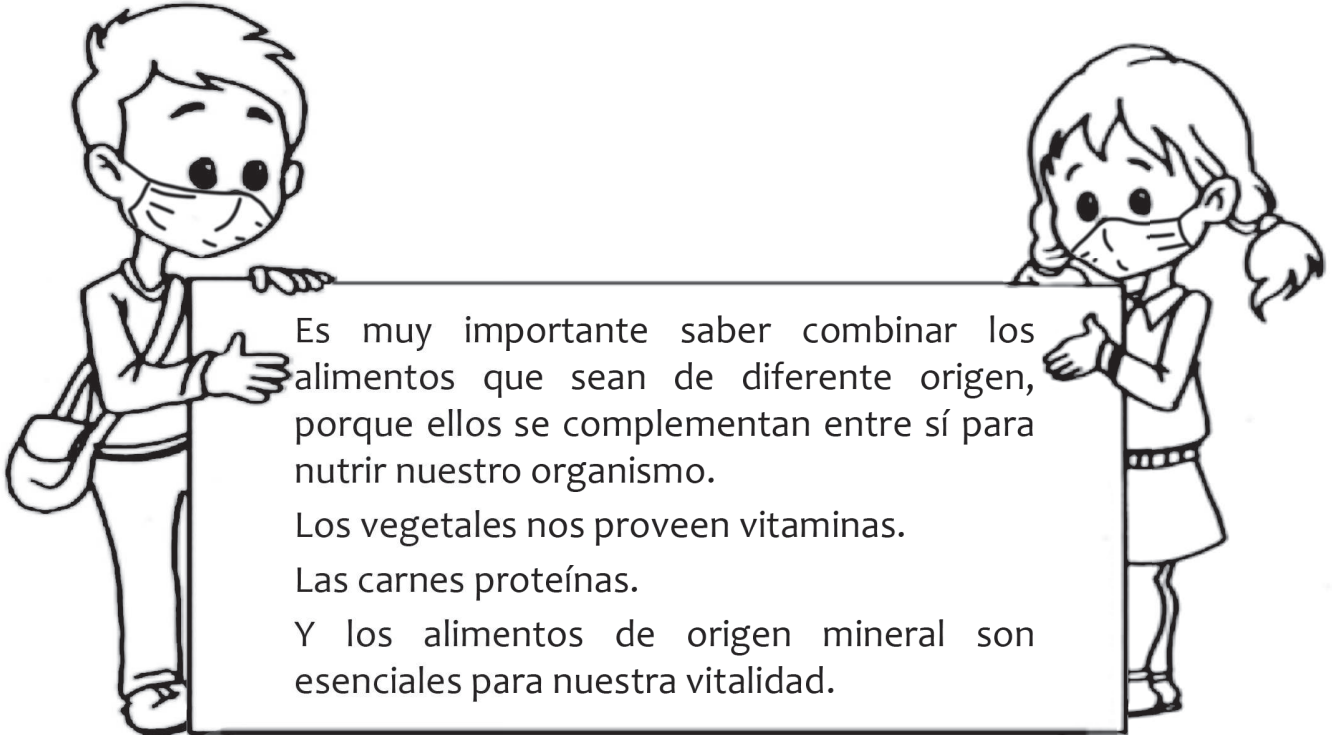 Es muy importante saber combinar los
alimentos que sean de diferente origen,
porque ellos se complementan entre sí para
nutrir nuestro organismo.
Los vegetales nos proveen vitaminas.
Las carnes proteínas.
Y los alimentos de origen mineral son
esenciales para nuestra vitalidad.